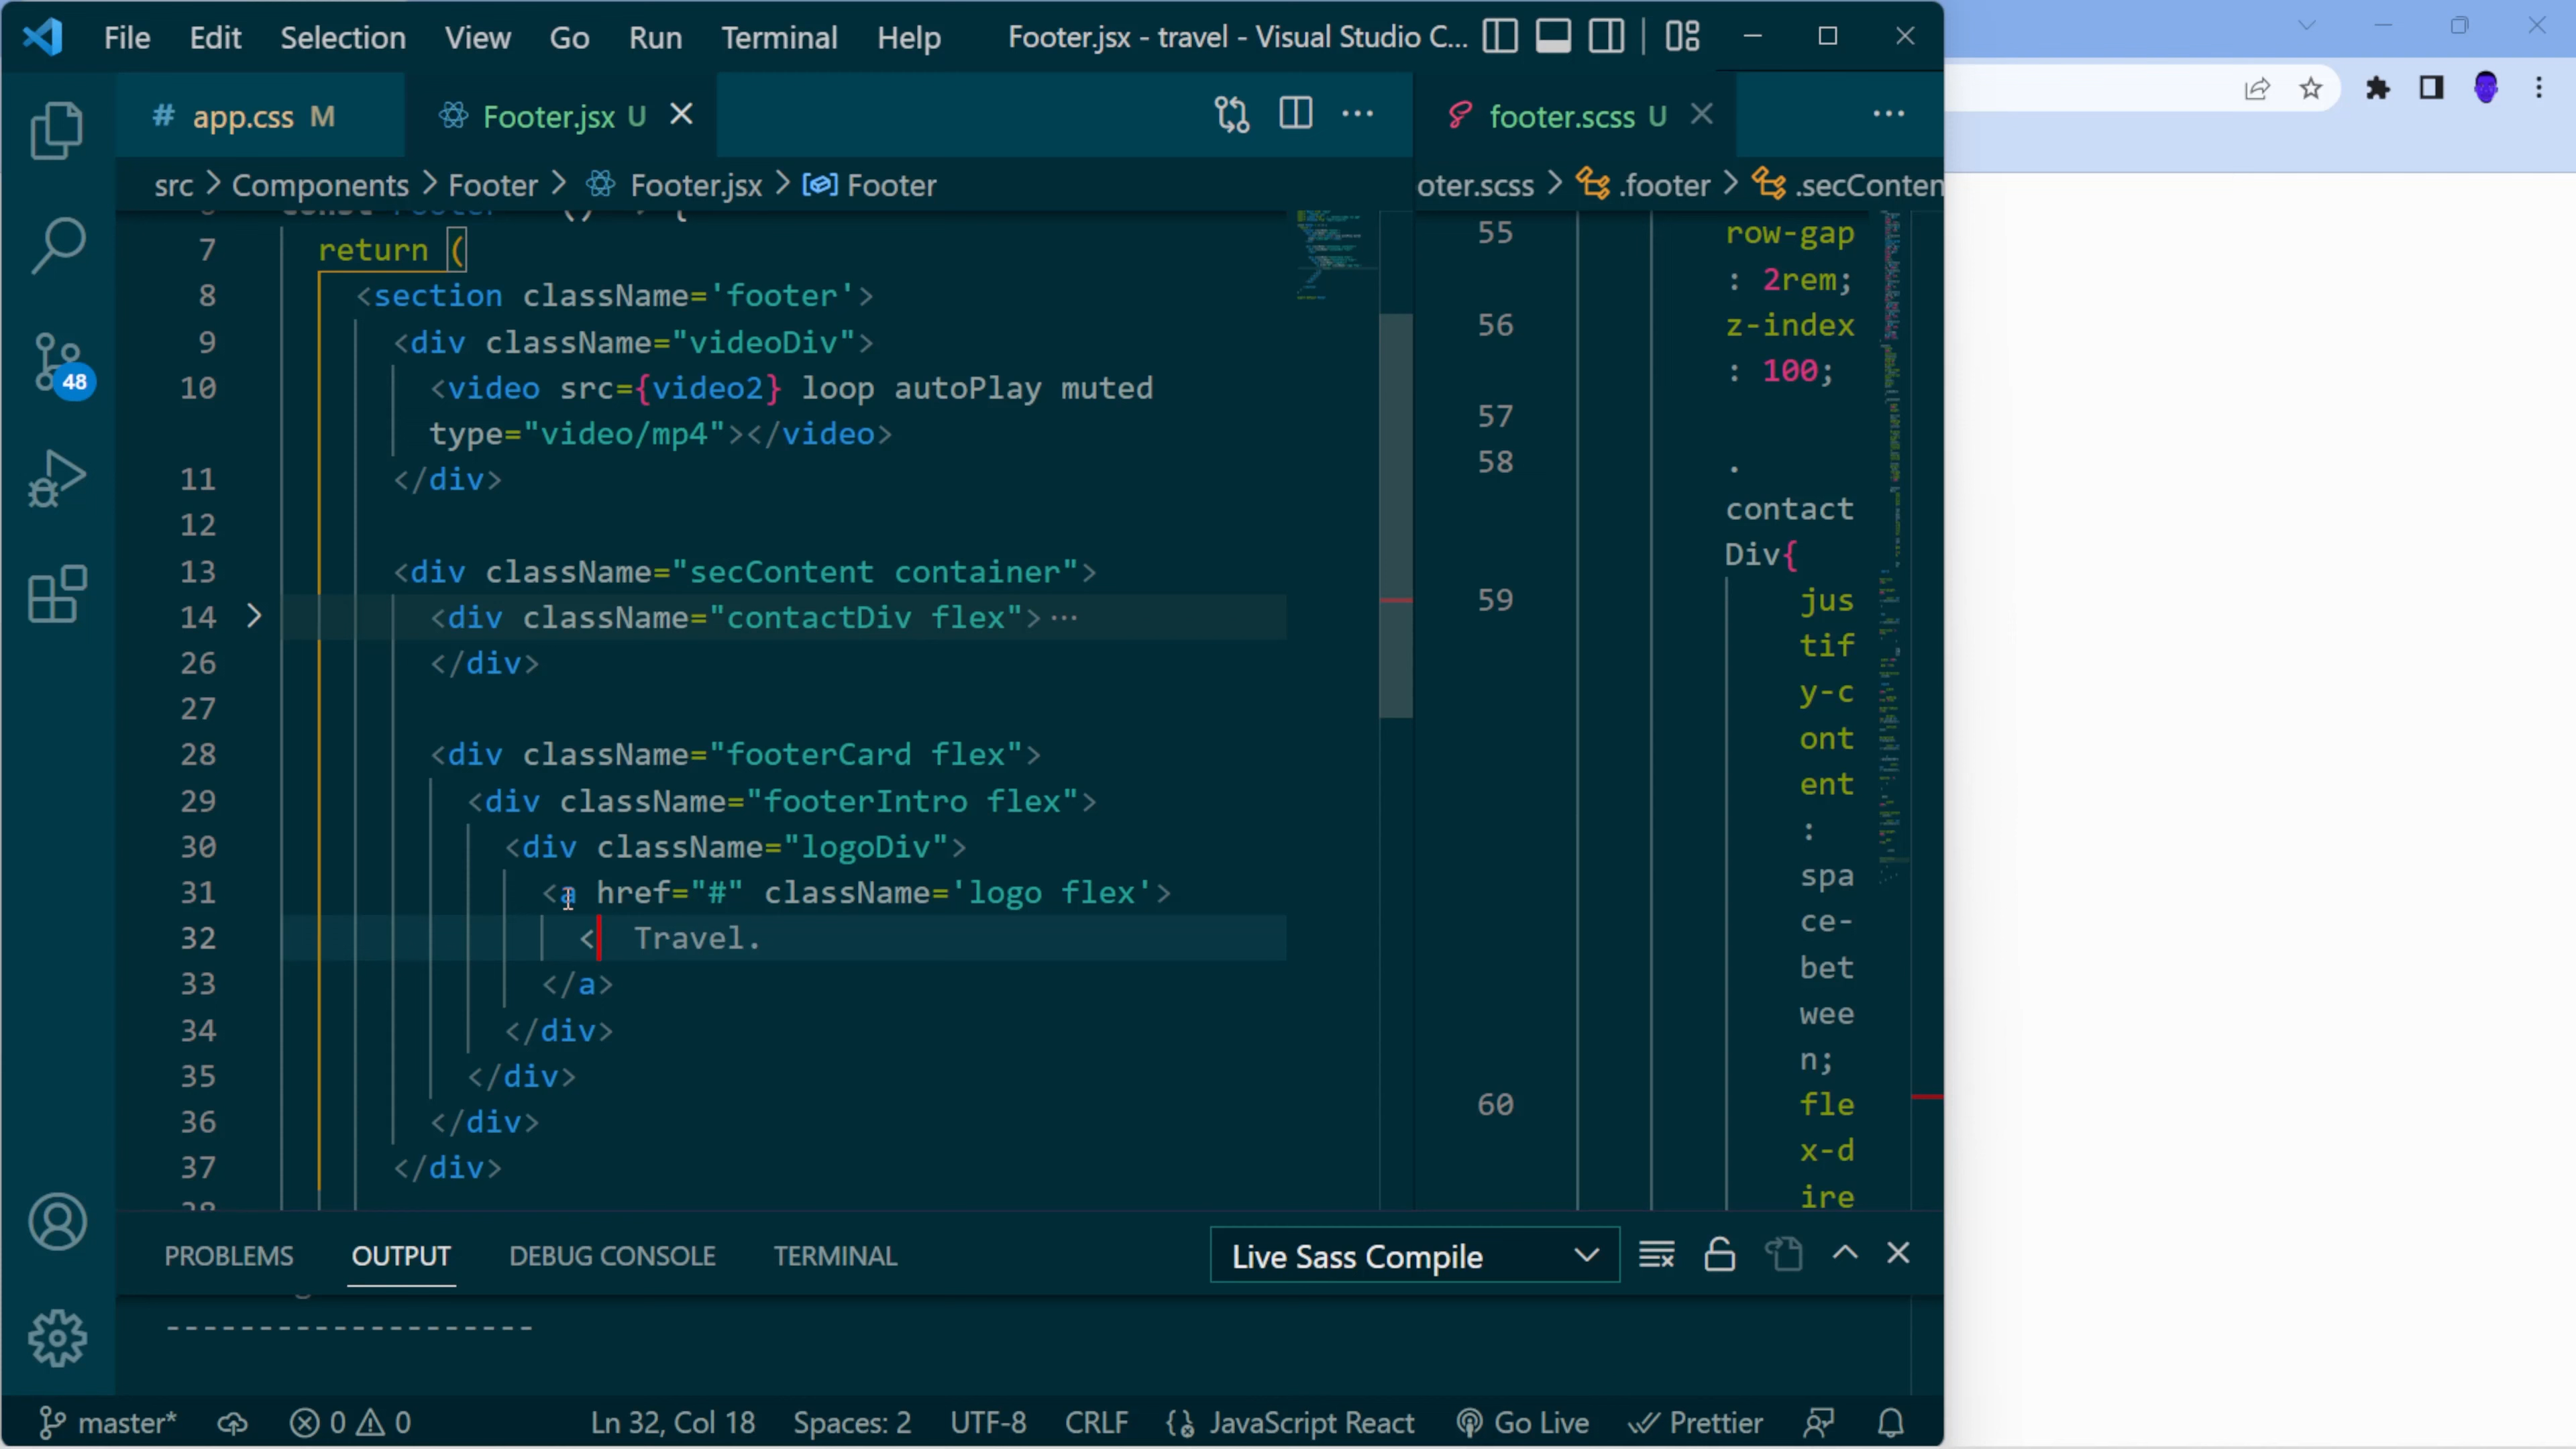 File Edit Selection View Go Run Terminal Help Footer.jsx - travel - Visual Studio C...
# app.css M Footer.jsx U
footer.scss U
src > Components > Footer > Footer.jsx > Footer
oter.scss > .footer > .secConten
7 return (
8 <section className='footer'>
9 <div className="videoDiv">
10 <video src={video2} loop autoPlay muted
type="video/mp4"></video>
11 </div>
12
13 <div className="secContent container">
14 <div className="contactDiv flex">...
26 </div>
27
28 <div className="footerCard flex">
29 <div className="footerIntro flex">
30 <div className="logoDiv">
31 <a href="#" className='logo flex'>
32 < Travel.
33 </a>
34 </div>
35 </div>
36 </div>
37 </div>
55 row-gap
: 2rem;
56 z-index
: 100;
57
58 .
contact
Div{
59 jus
tif
y-c
ont
ent
:
spa
ce-
bet
wee
n;
60 fle
x-d
ire
48
PROBLEMS OUTPUT DEBUG CONSOLE TERMINAL Live Sass Compile
--------------------
master* 0 0 Ln 32, Col 18 Spaces: 2 UTF-8 CRLF JavaScript React Go Live Prettier